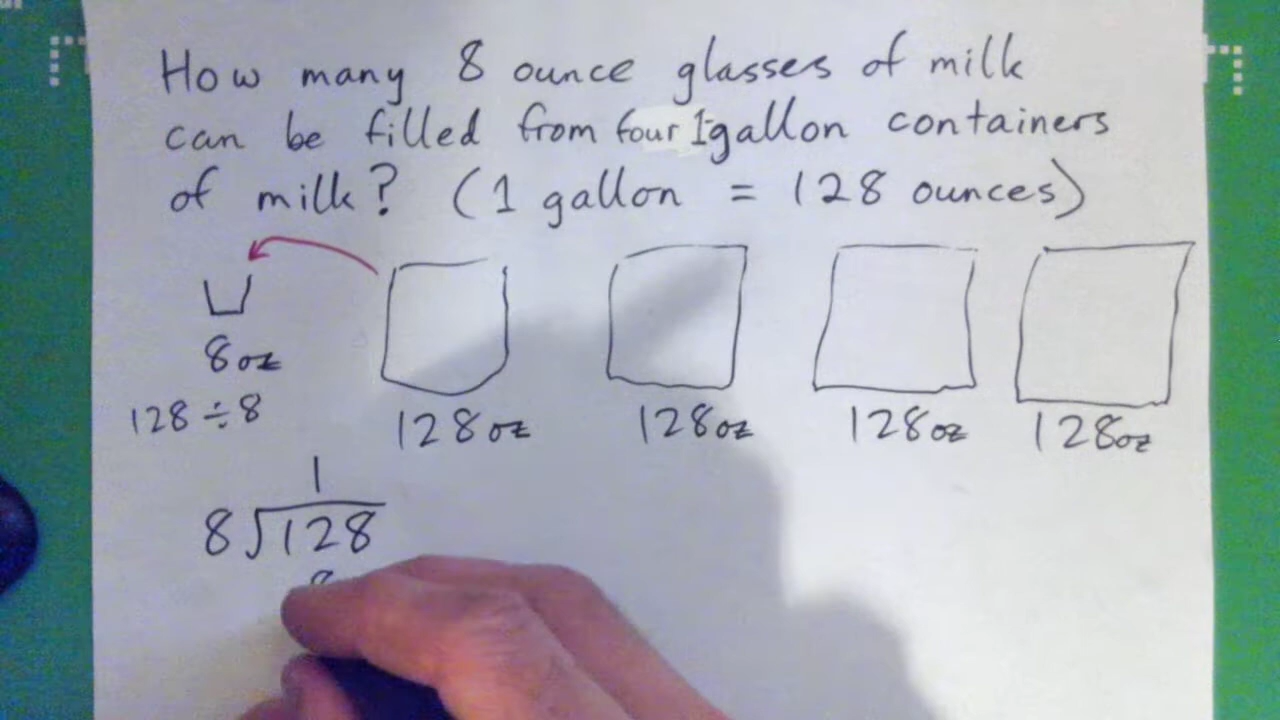 How many 8 ounce glasses of milk
can be filled from four 1-gallon containers
of milk? (1 gallon = 128 ounces)
8oz
128 ÷ 8
128oz 128oz 128oz 128oz
1
8 128
8